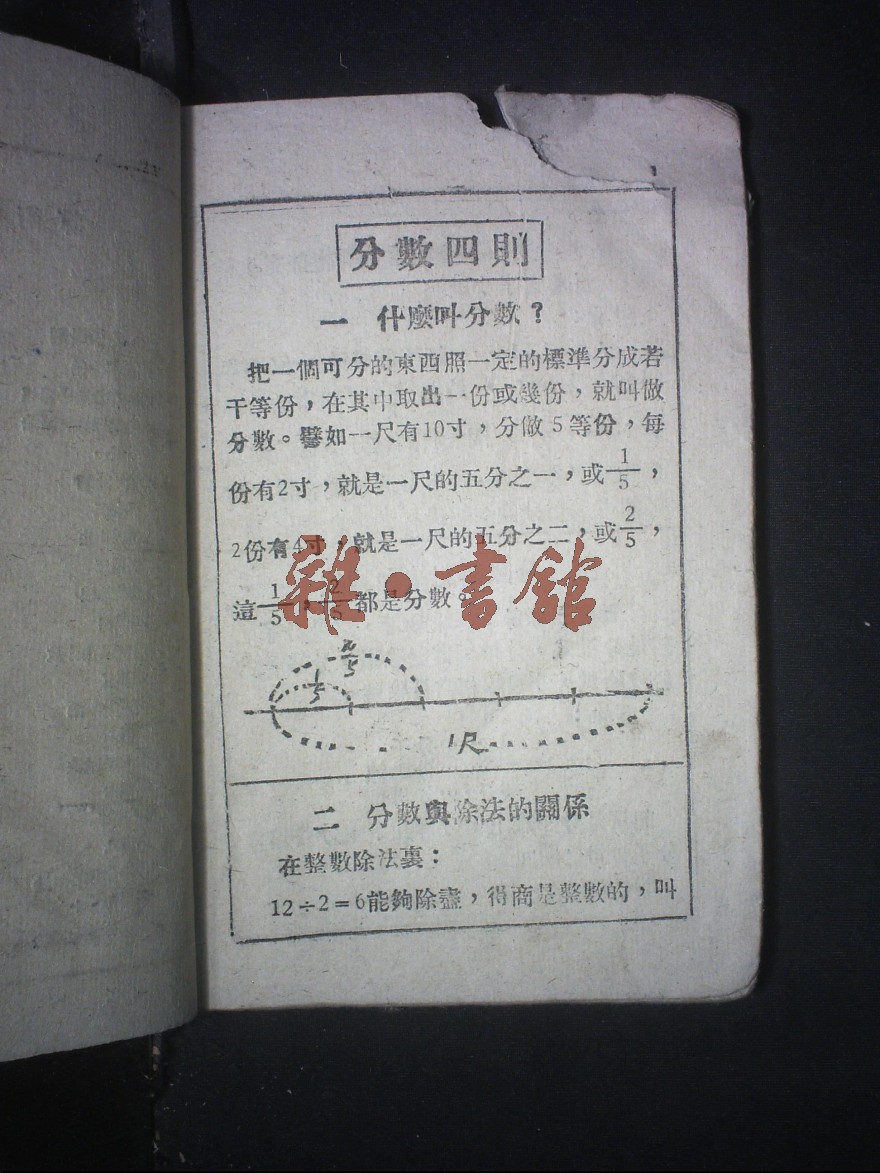 1
分數四則
一 什麼叫分數?
把一個可分的東西照一定的標準分成若
干等份,在其中取出一份或幾份,就叫做
分數。譬如一尺有10寸,分做5等份,每
份有2寸,就是一尺的五分之一,或1/5,
2份有4寸,就是一尺的五分之二,或2/5,
這1/5,2/5都是分數。
雜·書館
2/5
1/5
1尺
二 分數與除法的關係
在整數除法裏:
12÷2=6能夠除盡,得商是整數的,叫